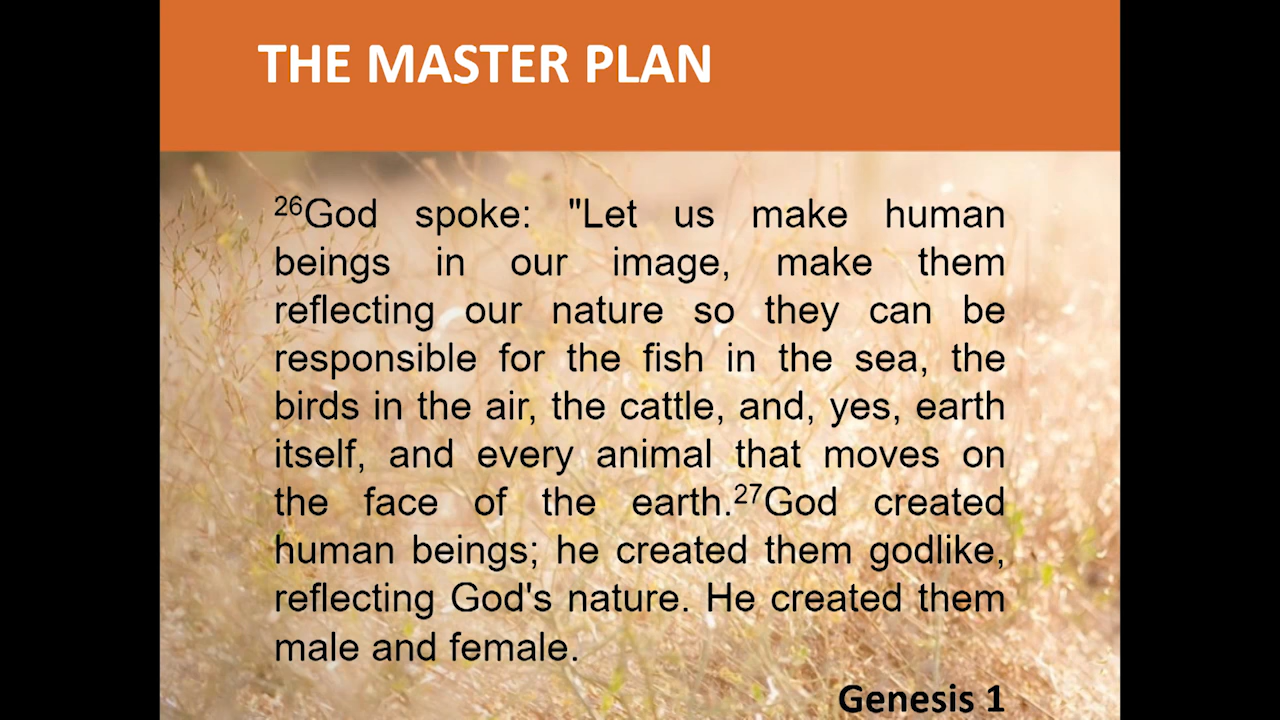 THE MASTER PLAN
²⁶God spoke: "Let us make human
beings in our image, make them
reflecting our nature so they can be
responsible for the fish in the sea, the
birds in the air, the cattle, and, yes, earth
itself, and every animal that moves on
the face of the earth.²⁷God created
human beings; he created them godlike,
reflecting God's nature. He created them
male and female.
Genesis 1